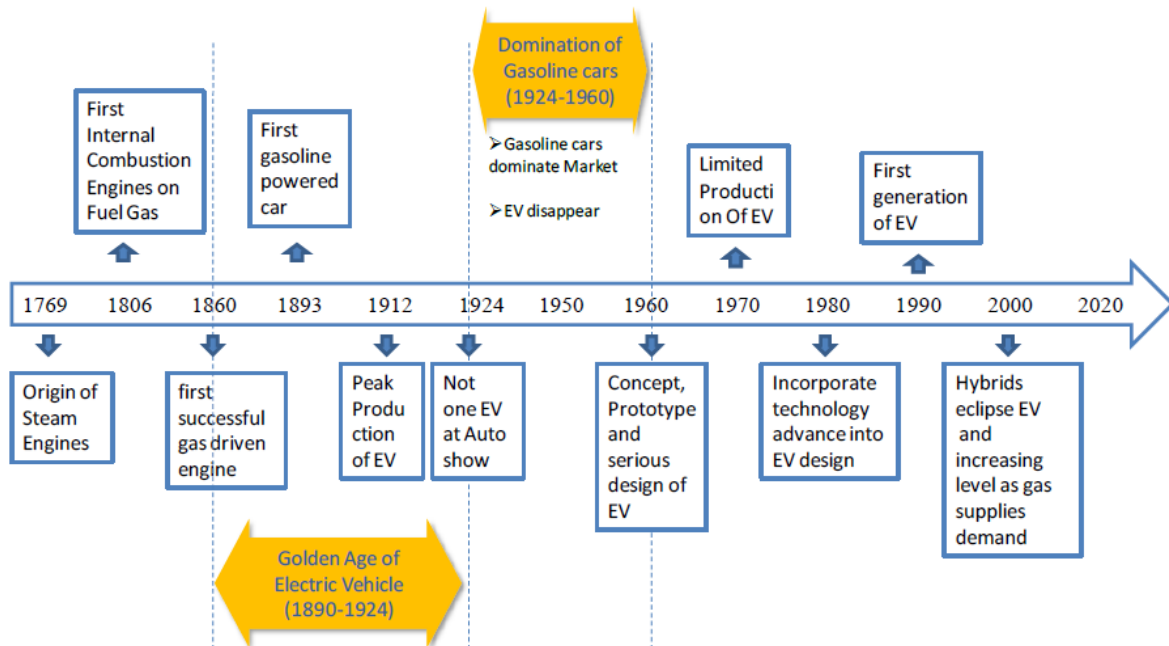 Domination of
Gasoline cars
(1924-1960)
➢Gasoline cars
dominate Market
➢EV disappear
First
Internal
Combustion
Engines on
Fuel Gas
First
gasoline
powered
car
Limited
Producti
on Of EV
First
generation
of EV
1769 1806 1860 1893 1912 1924 1950 1960 1970 1980 1990 2000 2020
Origin of
Steam
Engines
first
successful
gas driven
engine
Peak
Produ
ction
of EV
Not
one EV
at Auto
show
Concept,
Prototype
and
serious
design of
EV
Incorporate
technology
advance into
EV design
Hybrids
eclipse EV
and
increasing
level as gas
supplies
demand
Golden Age of
Electric Vehicle
(1890-1924)